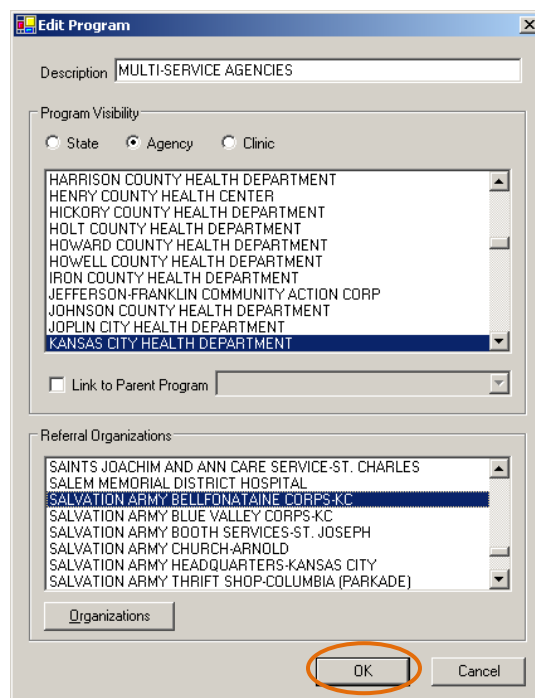 Edit Program
Description MULTI-SERVICE AGENCIES
Program Visibility
State Agency Clinic
HARRISON COUNTY HEALTH DEPARTMENT
HENRY COUNTY HEALTH CENTER
HICKORY COUNTY HEALTH DEPARTMENT
HOLT COUNTY HEALTH DEPARTMENT
HOWARD COUNTY HEALTH DEPARTMENT
HOWELL COUNTY HEALTH DEPARTMENT
IRON COUNTY HEALTH DEPARTMENT
JEFFERSON-FRANKLIN COMMUNITY ACTION CORP
JOHNSON COUNTY HEALTH DEPARTMENT
JOPLIN CITY HEALTH DEPARTMENT
KANSAS CITY HEALTH DEPARTMENT
Link to Parent Program
Referral Organizations
SAINTS JOACHIM AND ANN CARE SERVICE-ST. CHARLES
SALEM MEMORIAL DISTRICT HOSPITAL
SALVATION ARMY BELLFONATAINE CORPS-KC
SALVATION ARMY BLUE VALLEY CORPS-KC
SALVATION ARMY BOOTH SERVICES-ST. JOSEPH
SALVATION ARMY CHURCH-ARNOLD
SALVATION ARMY HEADQUARTERS-KANSAS CITY
SALVATION ARMY THRIFT SHOP-COLUMBIA (PARKADE)
Organizations
OK Cancel